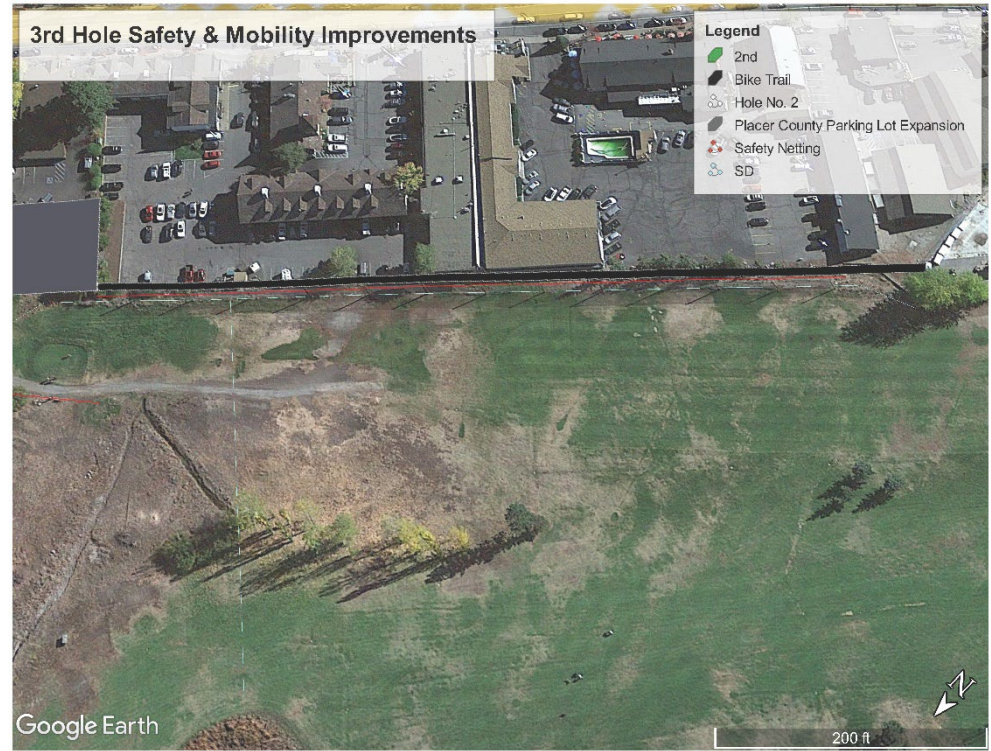 3rd Hole Safety & Mobility Improvements
Legend
2nd
Bike Trail
Hole No. 2
Placer County Parking Lot Expansion
Safety Netting
SD
N
Google Earth
200 ft